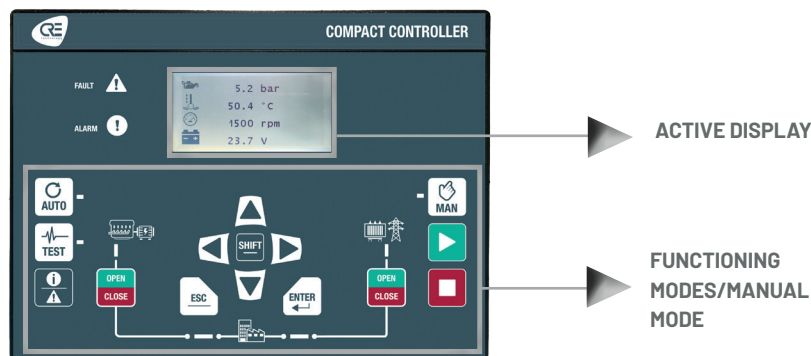 CRE
COMPACT CONTROLLER
FAULT
ALARM
5.2 bar
50.4 °C
1500 rpm
23.7 V
ACTIVE DISPLAY
AUTO
MAN
TEST
SHIFT
OPEN
CLOSE
ESC
ENTER
OPEN
CLOSE
FUNCTIONING
MODES/MANUAL
MODE